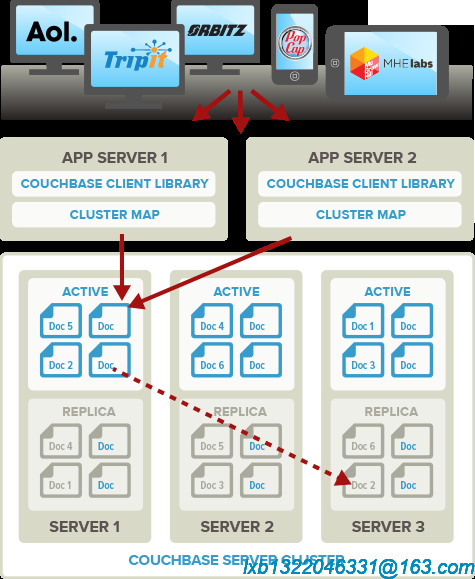 Aol.
Tripit
ORBITZ
Pop Cap
MHElabs
APP SERVER 1
COUCHBASE CLIENT LIBRARY
CLUSTER MAP
APP SERVER 2
COUCHBASE CLIENT LIBRARY
CLUSTER MAP
ACTIVE
Doc 5 Doc
Doc 2 Doc
REPLICA
Doc 4 Doc
Doc 1 Doc
SERVER 1
ACTIVE
Doc 4 Doc
Doc 6 Doc
REPLICA
Doc 5 Doc
Doc 3 Doc
SERVER 2
ACTIVE
Doc 1 Doc
Doc 3 Doc
REPLICA
Doc 6 Doc
Doc 2 Doc
SERVER 3
COUCHBASE SERVER CLUSTER
lxb1322046331@163.com